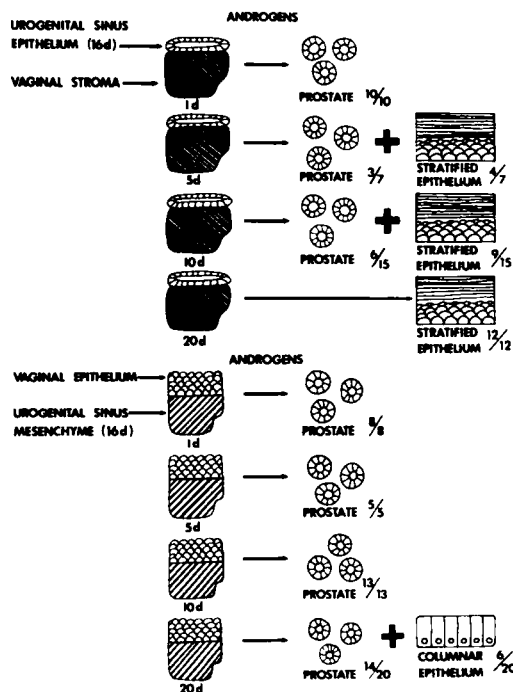 ANDROGENS
UROGENITAL SINUS
EPITHELIUM (16d)
VAGINAL STROMA
1d
PROSTATE 10/10
5d
PROSTATE 3/7
STRATIFIED 4/7
EPITHELIUM
10d
PROSTATE 6/15
STRATIFIED 9/15
EPITHELIUM
20d
STRATIFIED 12/12
EPITHELIUM
ANDROGENS
VAGINAL EPITHELIUM
UROGENITAL SINUS
MESENCHYME (16d)
1d
PROSTATE 8/8
5d
PROSTATE 5/5
10d
PROSTATE 13/13
20d
PROSTATE 14/20
COLUMNAR 6/20
EPITHELIUM